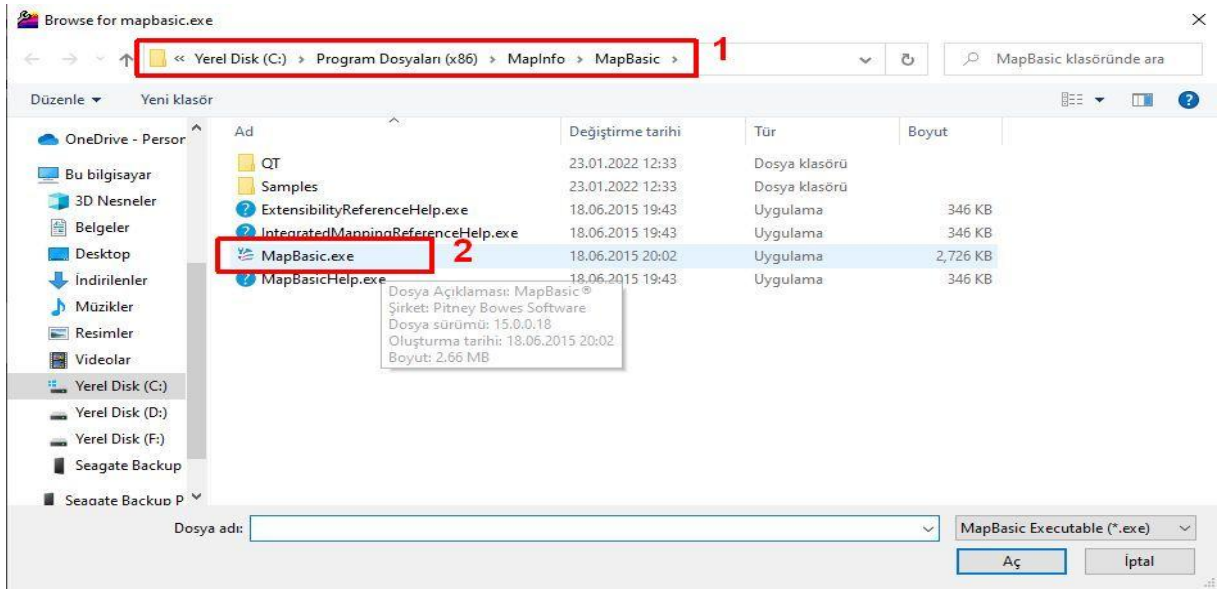 Browse for mapbasic.exe
« Yerel Disk (C:) › Program Dosyaları (x86) › MapInfo › MapBasic ›
1
MapBasic klasöründe ara
Düzenle
Yeni klasör
OneDrive - Person
Bu bilgisayar
3D Nesneler
Belgeler
Desktop
İndirilenler
Müzikler
Resimler
Videolar
Yerel Disk (C:)
Yerel Disk (D:)
Yerel Disk (F:)
Seagate Backup
Seagate Backup P
Ad Değiştirme tarihi Tür Boyut
QT 23.01.2022 12:33 Dosya klasörü
Samples 23.01.2022 12:33 Dosya klasörü
ExtensibilityReferenceHelp.exe 18.06.2015 19:43 Uygulama 346 KB
IntegratedMappingReferenceHelp.exe 18.06.2015 19:43 Uygulama 346 KB
2
MapBasic.exe 18.06.2015 20:02 Uygulama 2,726 KB
MapBasicHelp.exe 18.06.2015 19:43 Uygulama 346 KB
Dosya Açıklaması: MapBasic®
Şirket: Pitney Bowes Software
Dosya sürümü: 15.0.0.18
Oluşturma tarihi: 18.06.2015 20:02
Boyut: 2.66 MB
Dosya adı:
MapBasic Executable (*.exe)
Aç
İptal